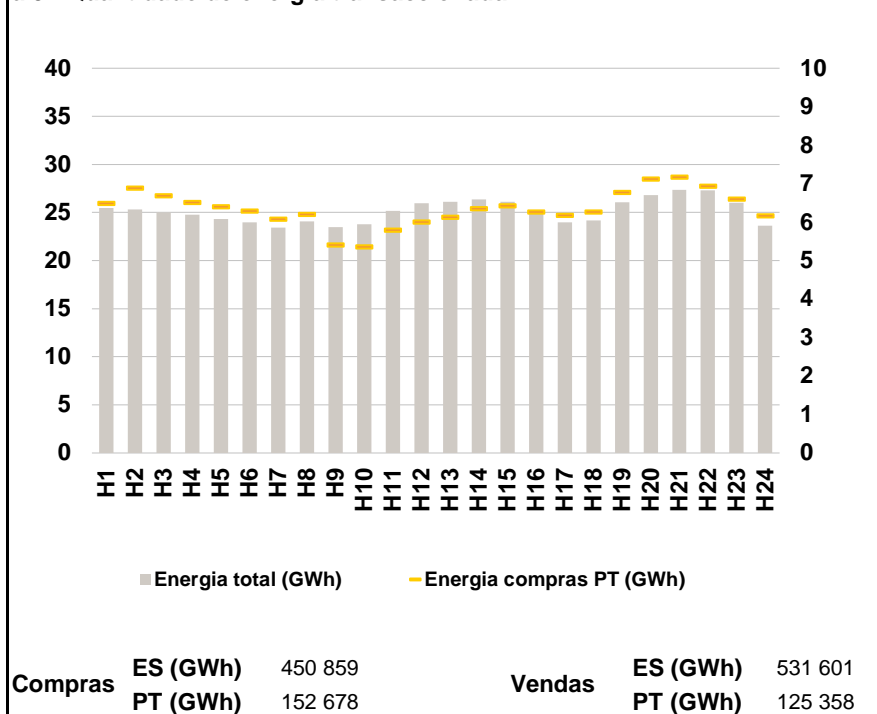 40 10
35 9
30 8
25 7
20 6
15 5
10 4
5 3
0 2
1
0
H1 H2 H3 H4 H5 H6 H7 H8 H9 H10 H11 H12 H13 H14 H15 H16 H17 H18 H19 H20 H21 H22 H23 H24
Energia total (GWh) Energia compras PT (GWh)
Compras ES (GWh) 450 859 Vendas ES (GWh) 531 601
PT (GWh) 152 678 PT (GWh) 125 358